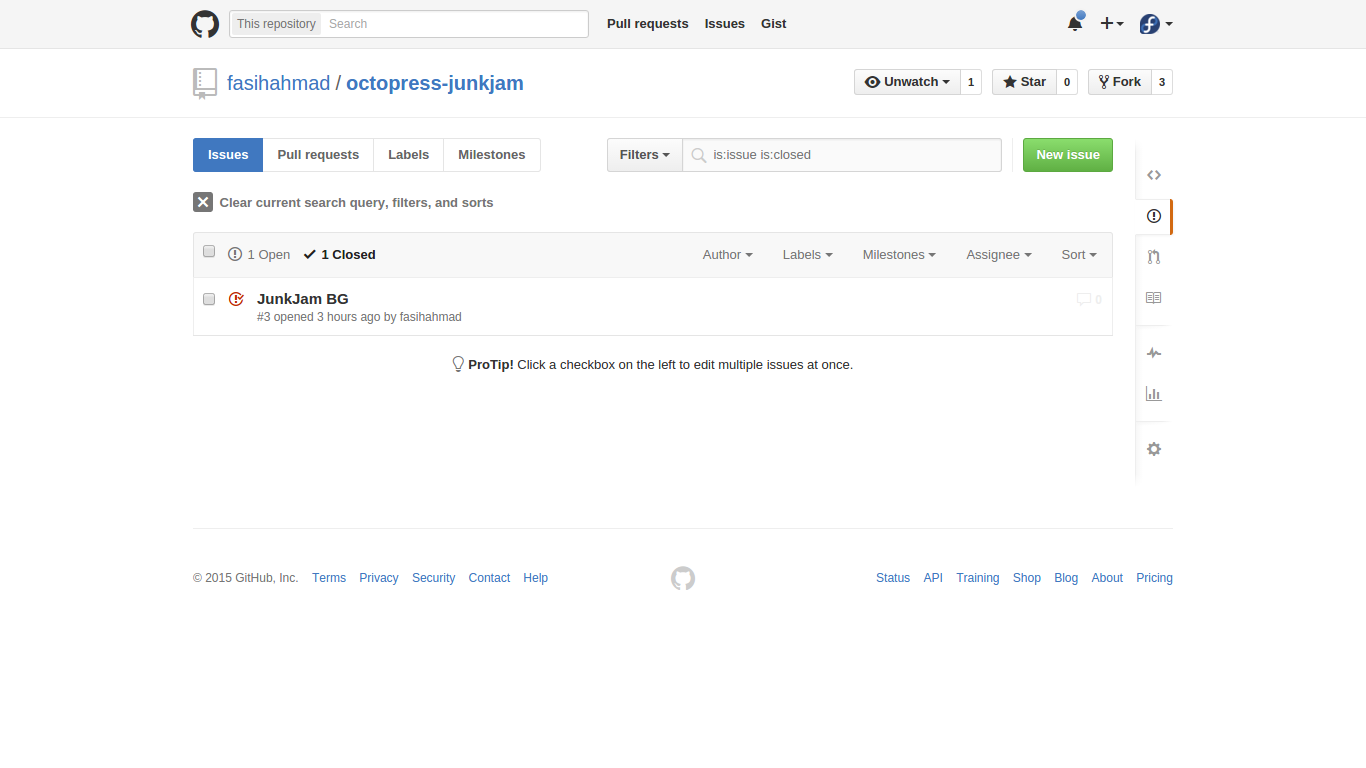 This repository Search Pull requests Issues Gist
fasihahmad / octopress-junkjam Unwatch 1 Star 0 Fork 3
Issues Pull requests Labels Milestones Filters is:issue is:closed New issue
Clear current search query, filters, and sorts
1 Open 1 Closed Author Labels Milestones Assignee Sort
JunkJam BG 0
#3 opened 3 hours ago by fasihahmad
ProTip! Click a checkbox on the left to edit multiple issues at once.
© 2015 GitHub, Inc. Terms Privacy Security Contact Help Status API Training Shop Blog About Pricing